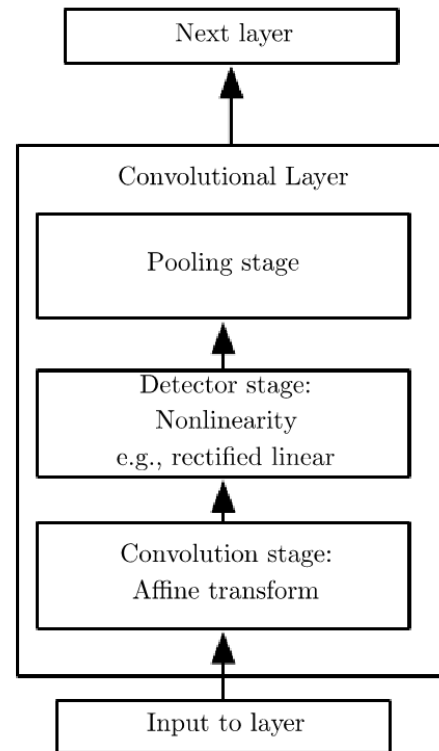 Next layer
Convolutional Layer
Pooling stage
Detector stage:
Nonlinearity
e.g., rectified linear
Convolution stage:
Affine transform
Input to layer